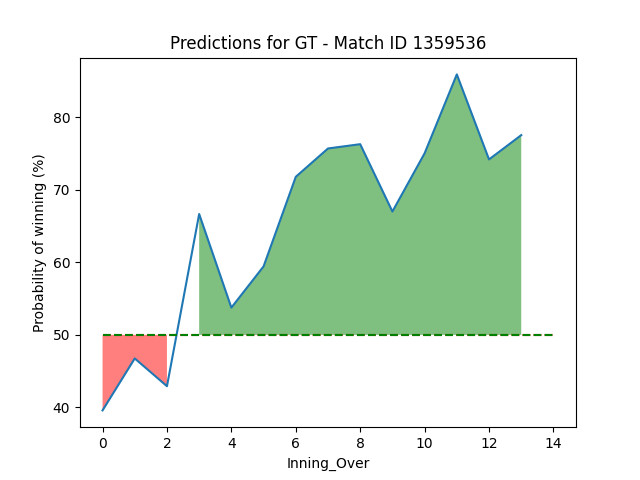 Predictions for GT - Match ID 1359536
Probability of winning (%)
80
70
60
50
40
0 2 4 6 8 10 12 14
Inning_Over